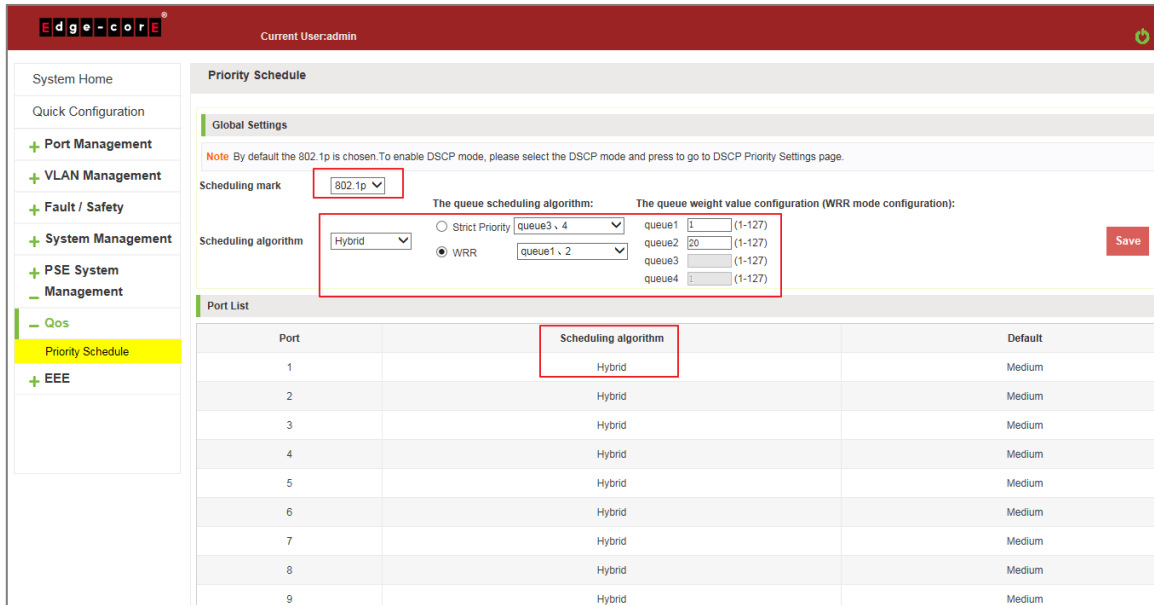 Edge-corE®
Current User:admin
System Home
Quick Configuration
Port Management
VLAN Management
Fault / Safety
System Management
PSE System
Management
Qos
Priority Schedule
EEE
Priority Schedule
Global Settings
Note By default the 802.1p is chosen.To enable DSCP mode, please select the DSCP mode and press to go to DSCP Priority Settings page.
Scheduling mark 802.1p
The queue scheduling algorithm: The queue weight value configuration (WRR mode configuration):
Scheduling algorithm Hybrid
Strict Priority queue3、4
WRR queue1、2
queue1 1 (1-127)
queue2 20 (1-127)
queue3 (1-127)
queue4 1 (1-127)
Save
Port List
Port Scheduling algorithm Default
1 Hybrid Medium
2 Hybrid Medium
3 Hybrid Medium
4 Hybrid Medium
5 Hybrid Medium
6 Hybrid Medium
7 Hybrid Medium
8 Hybrid Medium
9 Hybrid Medium